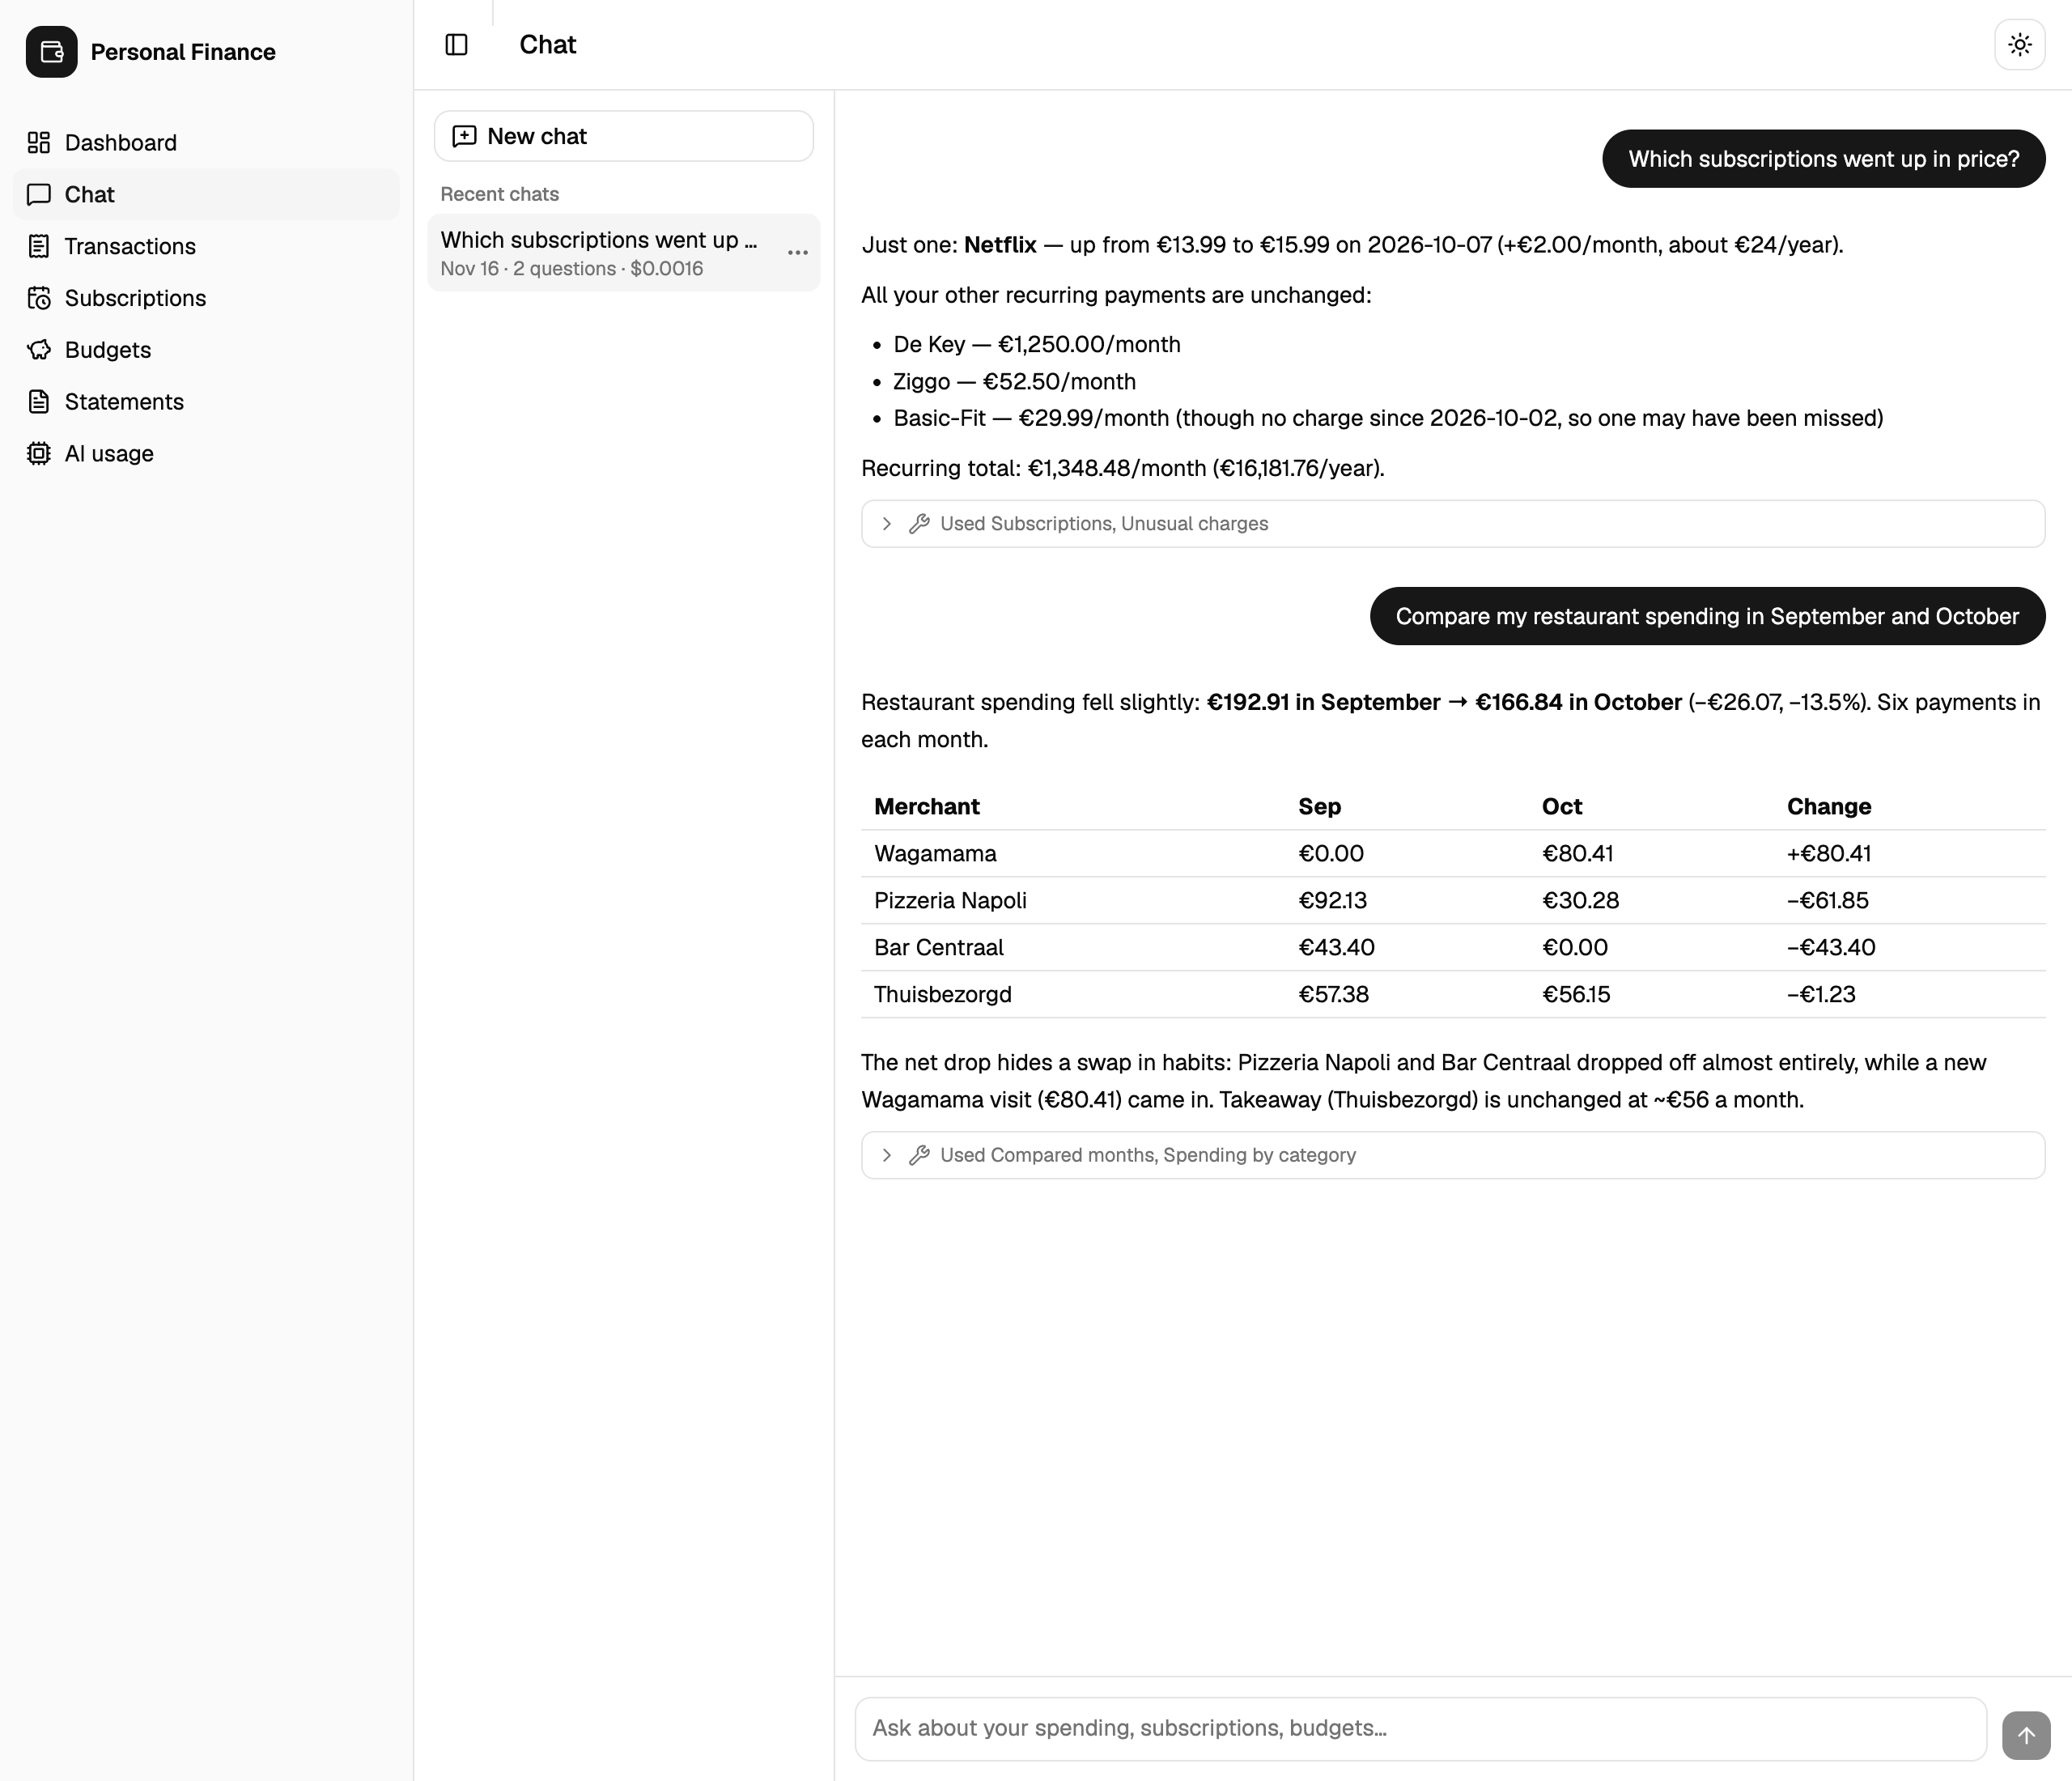 Personal Finance
Dashboard
Chat
Transactions
Subscriptions
Budgets
Statements
AI usage
Chat
New chat
Recent chats
Which subscriptions went up ...
Nov 16 · 2 questions · $0.0016
Which subscriptions went up in price?
Just one: Netflix — up from €13.99 to €15.99 on 2026-10-07 (+€2.00/month, about €24/year).
All your other recurring payments are unchanged:
• De Key — €1,250.00/month
• Ziggo — €52.50/month
• Basic-Fit — €29.99/month (though no charge since 2026-10-02, so one may have been missed)
Recurring total: €1,348.48/month (€16,181.76/year).
Used Subscriptions, Unusual charges
Compare my restaurant spending in September and October
Restaurant spending fell slightly: €192.91 in September → €166.84 in October (−€26.07, −13.5%). Six payments in
each month.
Merchant Sep Oct Change
Wagamama €0.00 €80.41 +€80.41
Pizzeria Napoli €92.13 €30.28 −€61.85
Bar Centraal €43.40 €0.00 −€43.40
Thuisbezorgd €57.38 €56.15 −€1.23
The net drop hides a swap in habits: Pizzeria Napoli and Bar Centraal dropped off almost entirely, while a new
Wagamama visit (€80.41) came in. Takeaway (Thuisbezorgd) is unchanged at ~€56 a month.
Used Compared months, Spending by category
Ask about your spending, subscriptions, budgets...